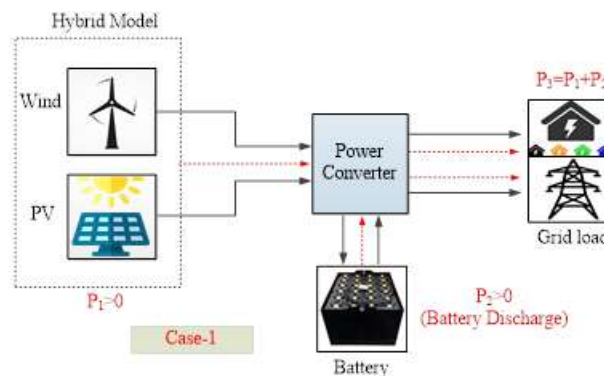 Hybrid Model
Wind
PV
P₁>0
Case-1
Power
Converter
Battery
P₂>0
(Battery Discharge)
Grid load